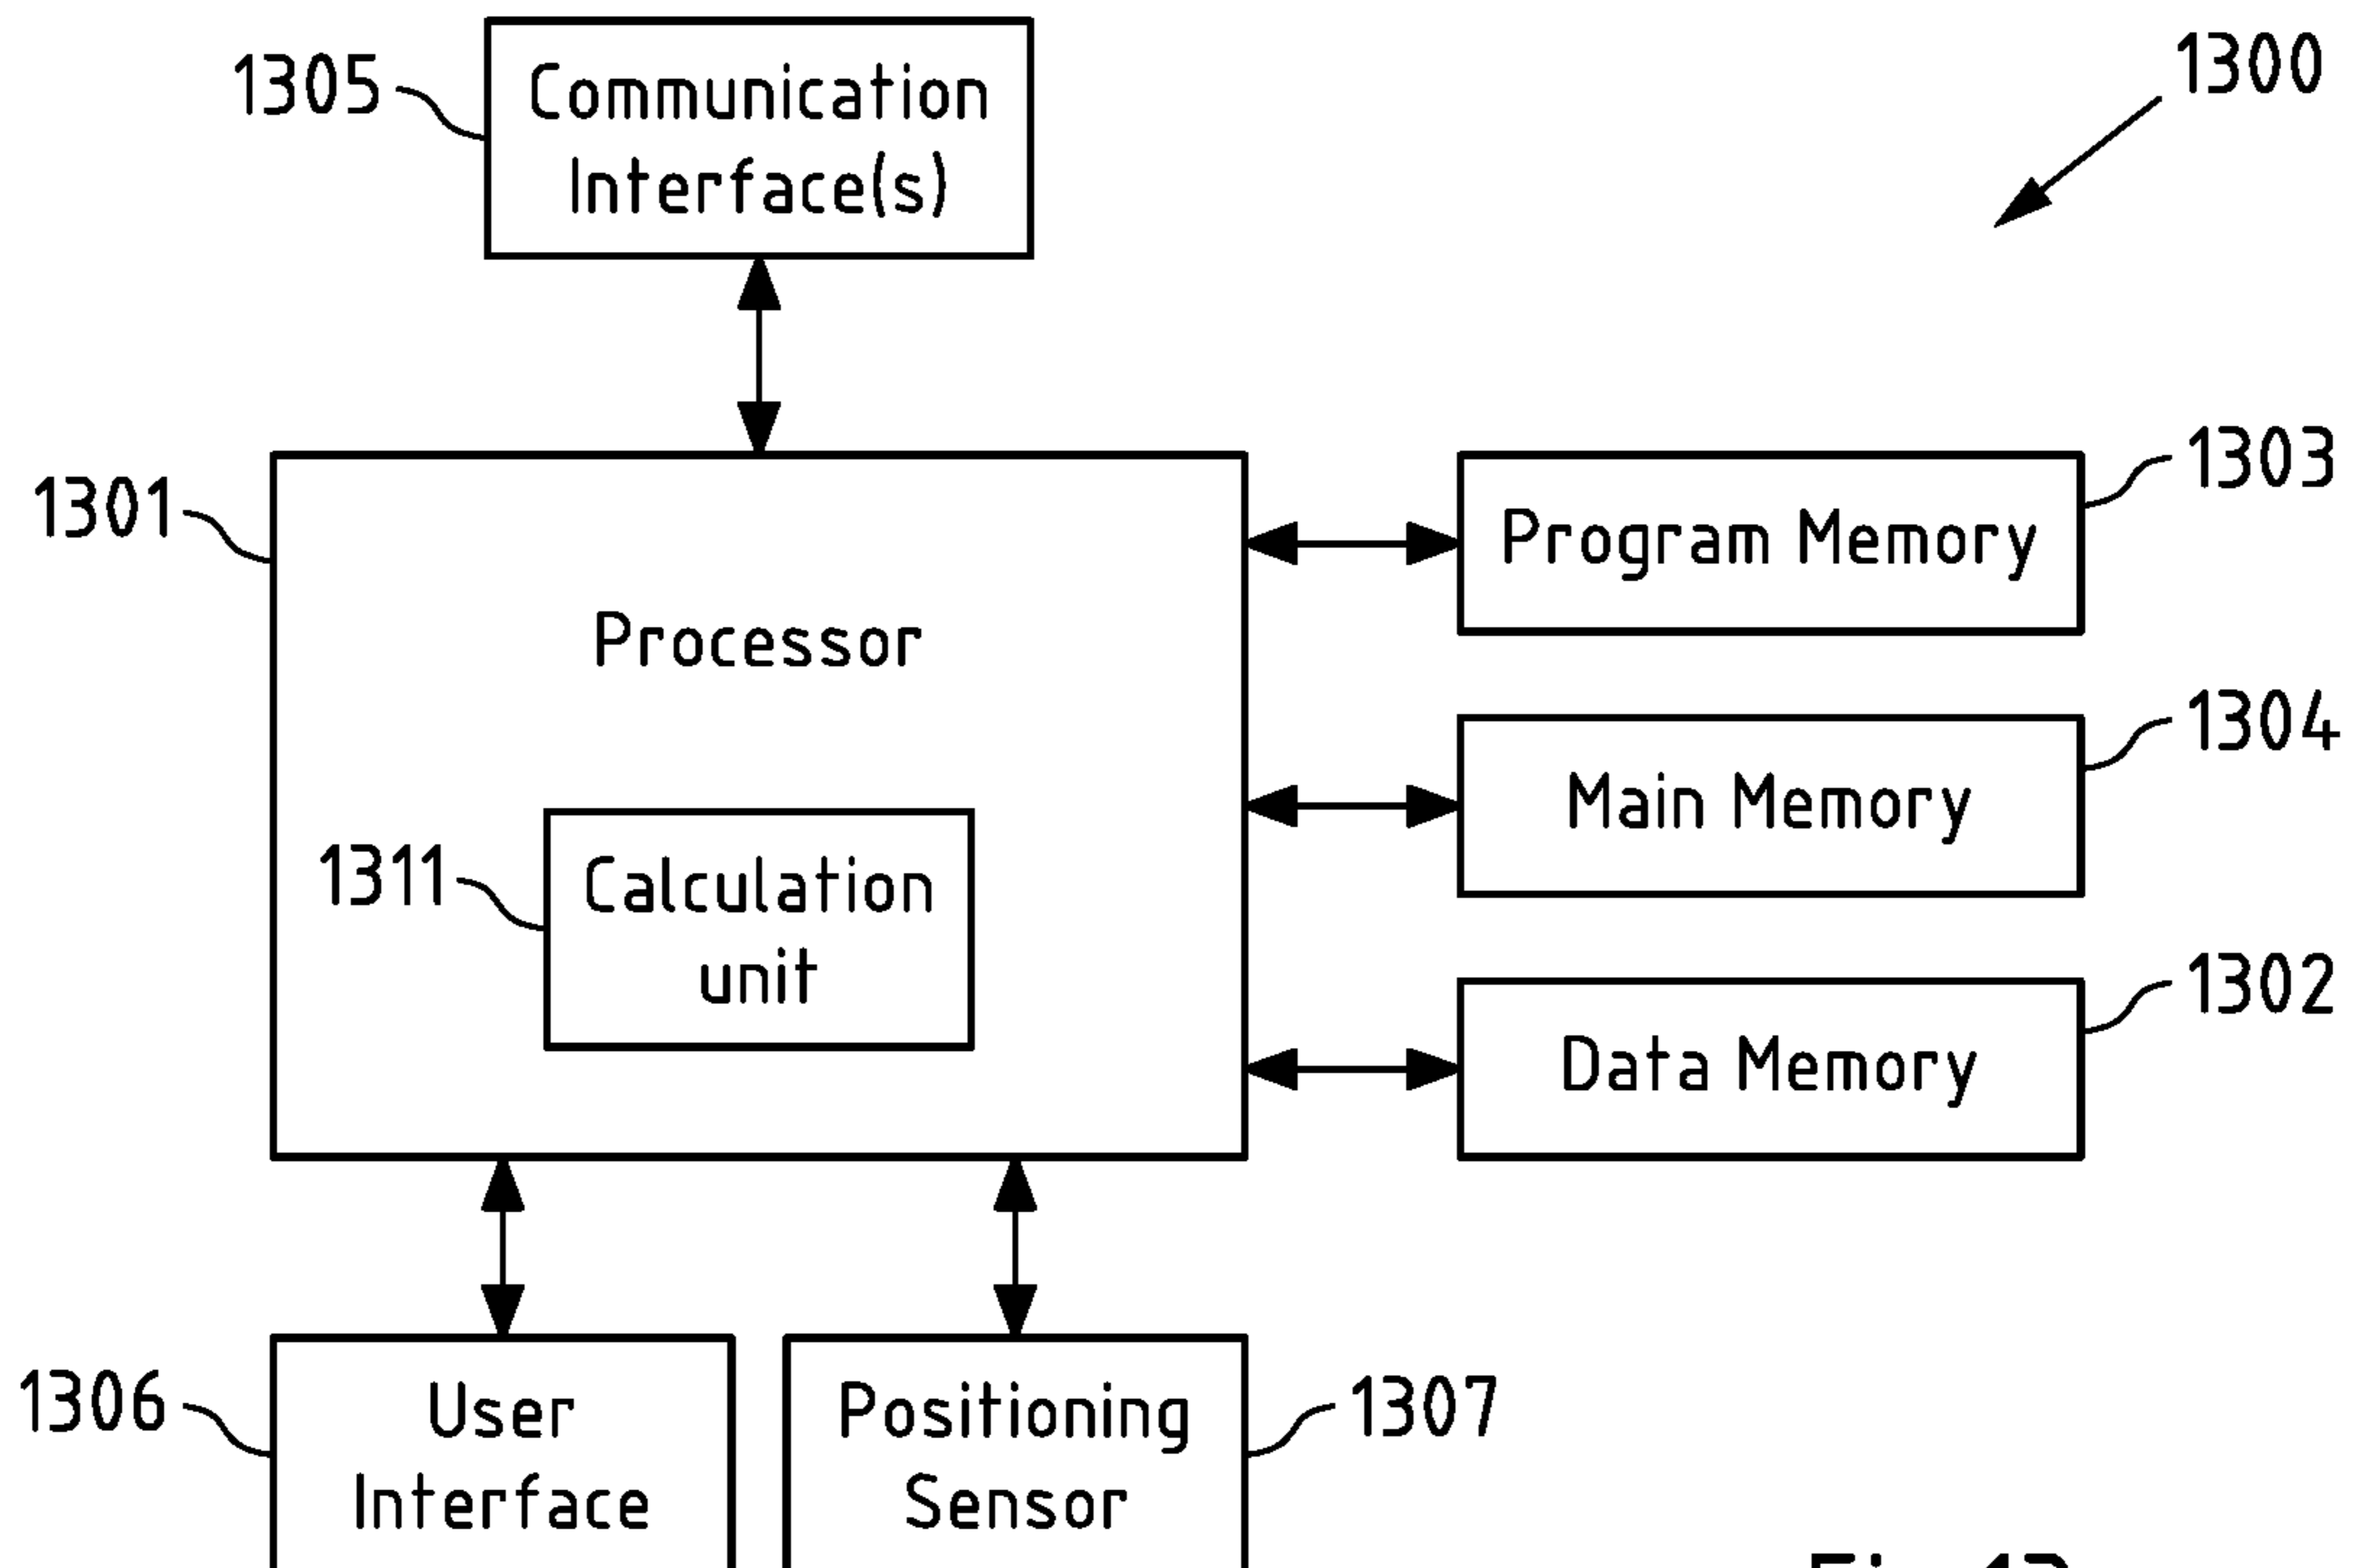 1305
Communication
Interface(s)
1300
1301
Processor
1303
Program Memory
1304
Main Memory
1311
Calculation
unit
1302
Data Memory
1306
User
Interface
Positioning
Sensor
1307